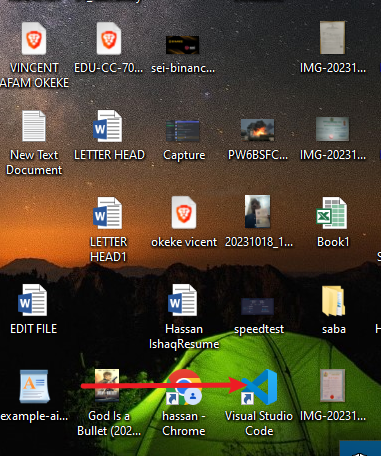 VINCENT
AFAM OKEKE
EDU-CC-70...
sei-binanc...
IMG-20231...
New Text
Document
LETTER HEAD
Capture
PW6BSFC...
IMG-20231...
LETTER
HEAD1
okeke vicent
20231018_1...
Book1
EDIT FILE
Hassan
IshaqResume
speedtest
saba
H
example-ai...
God Is a
Bullet (202...
hassan -
Chrome
Visual Studio
Code
IMG-20231...